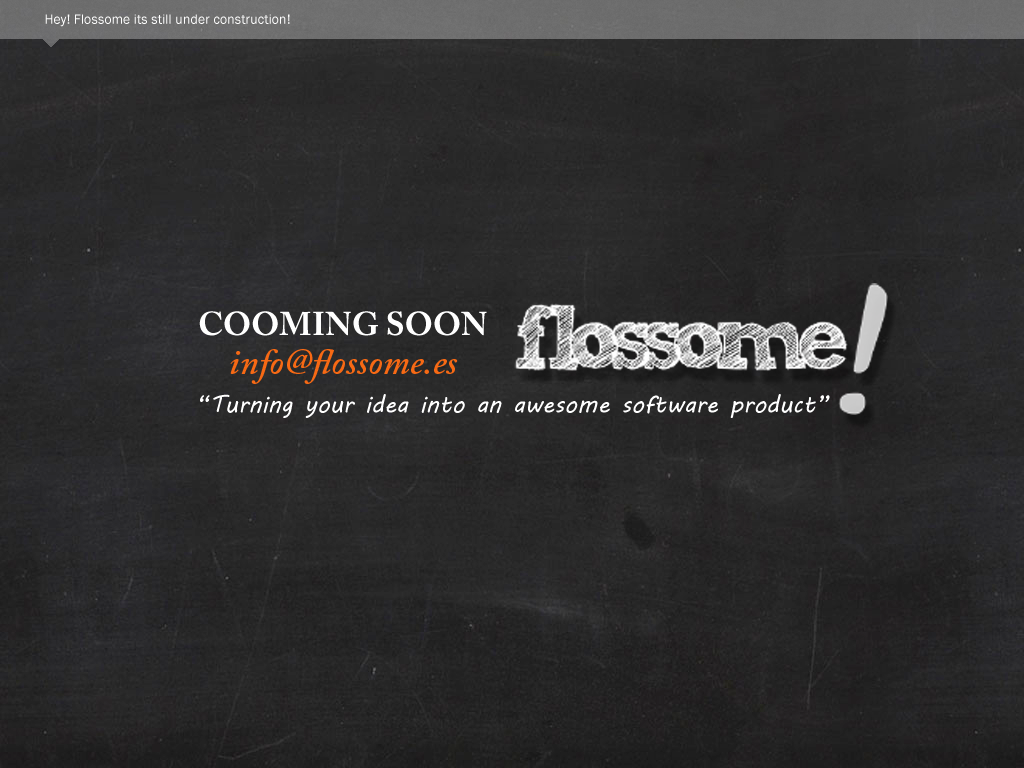 Hey! Flossome its still under construction!
COOMING SOON
flossome!
info@flossome.es
“Turning your idea into an awesome software product”